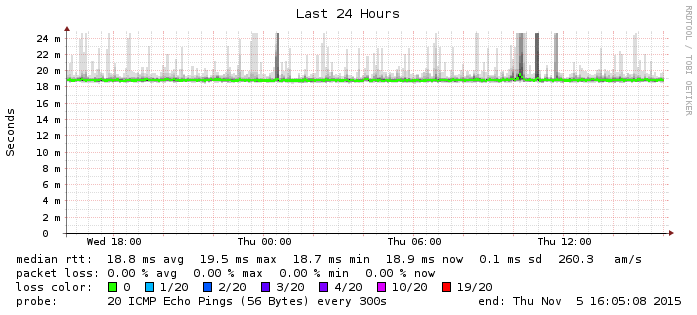 Last 24 Hours
RRDTOOL / TOBI OETIKER
Seconds
24 m
22 m
20 m
18 m
16 m
14 m
12 m
10 m
8 m
6 m
4 m
2 m
0
Wed 18:00 Thu 00:00 Thu 06:00 Thu 12:00
median rtt: 18.8 ms avg 19.5 ms max 18.7 ms min 18.9 ms now 0.1 ms sd 260.3 am/s
packet loss: 0.00 % avg 0.00 % max 0.00 % min 0.00 % now
loss color: 0 1/20 2/20 3/20 4/20 10/20 19/20
probe: 20 ICMP Echo Pings (56 Bytes) every 300s end: Thu Nov 5 16:05:08 2015